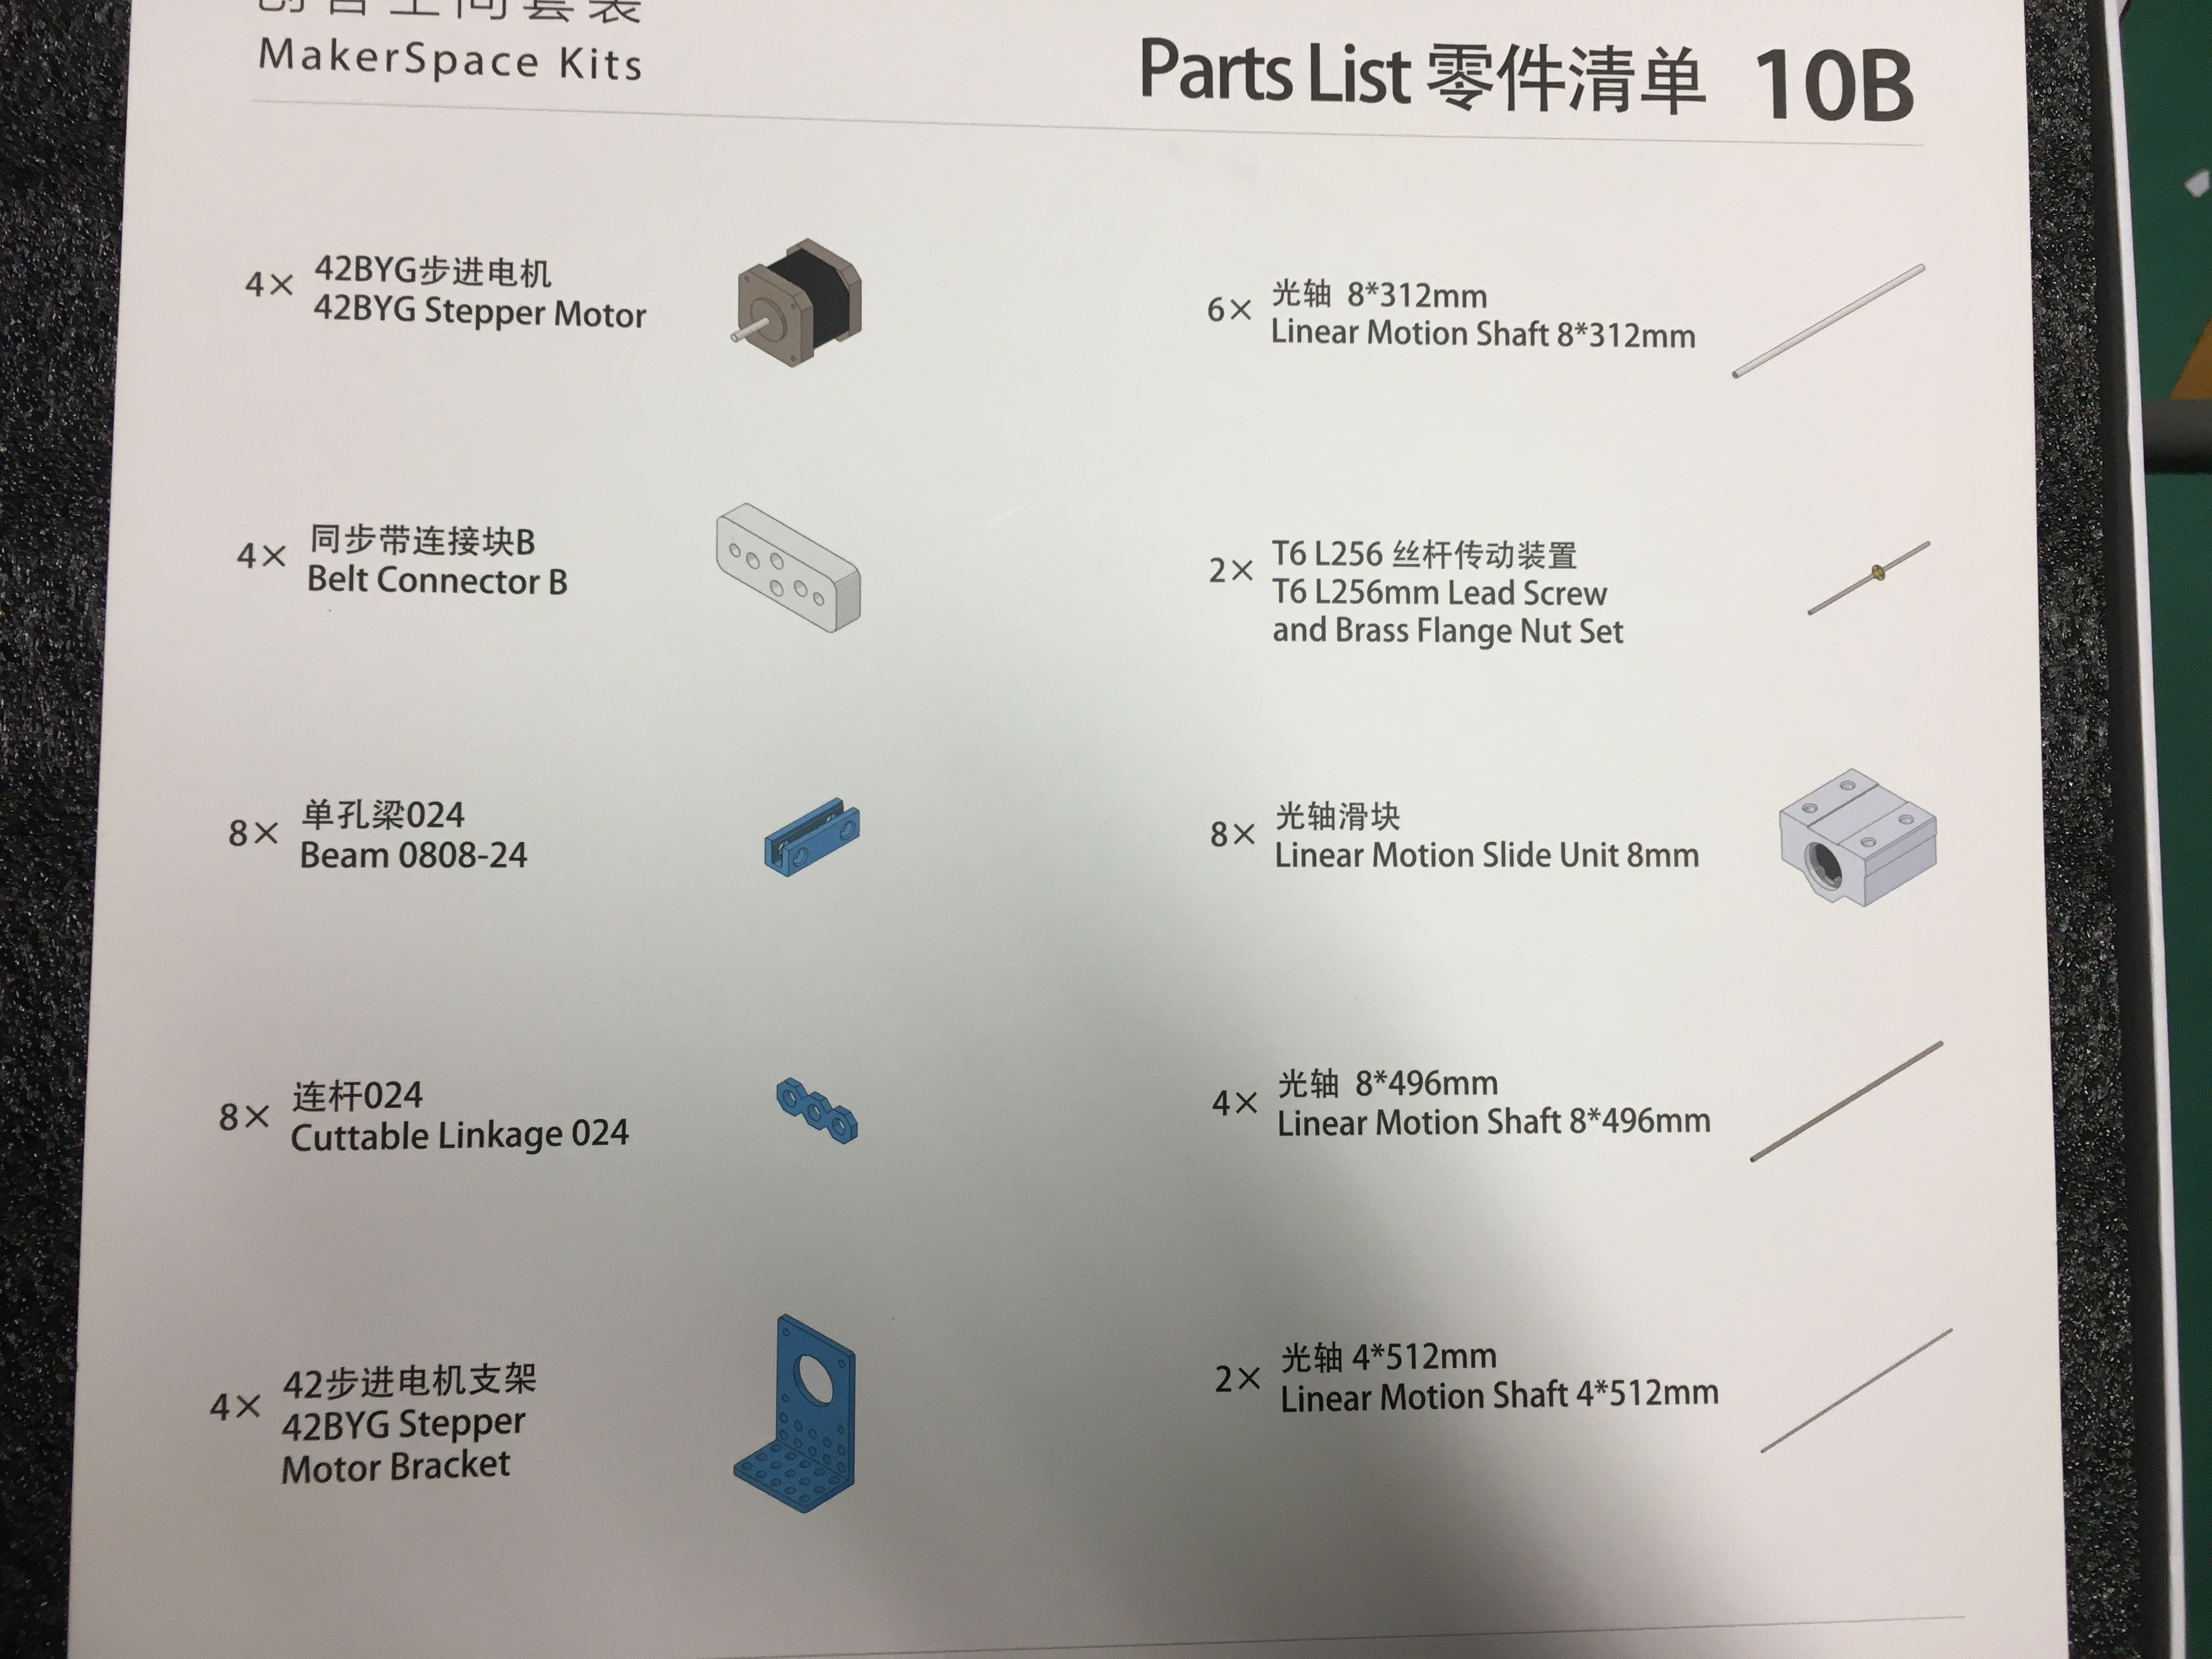 创客空间套装
MakerSpace Kits
Parts List 零件清单 10B
4× 42BYG步进电机
42BYG Stepper Motor
4× 同步带连接块B
Belt Connector B
8× 单孔梁024
Beam 0808-24
8× 连杆024
Cuttable Linkage 024
4× 42步进电机支架
42BYG Stepper
Motor Bracket
6× 光轴 8*312mm
Linear Motion Shaft 8*312mm
2× T6 L256 丝杆传动装置
T6 L256mm Lead Screw
and Brass Flange Nut Set
8× 光轴滑块
Linear Motion Slide Unit 8mm
4× 光轴 8*496mm
Linear Motion Shaft 8*496mm
2× 光轴 4*512mm
Linear Motion Shaft 4*512mm